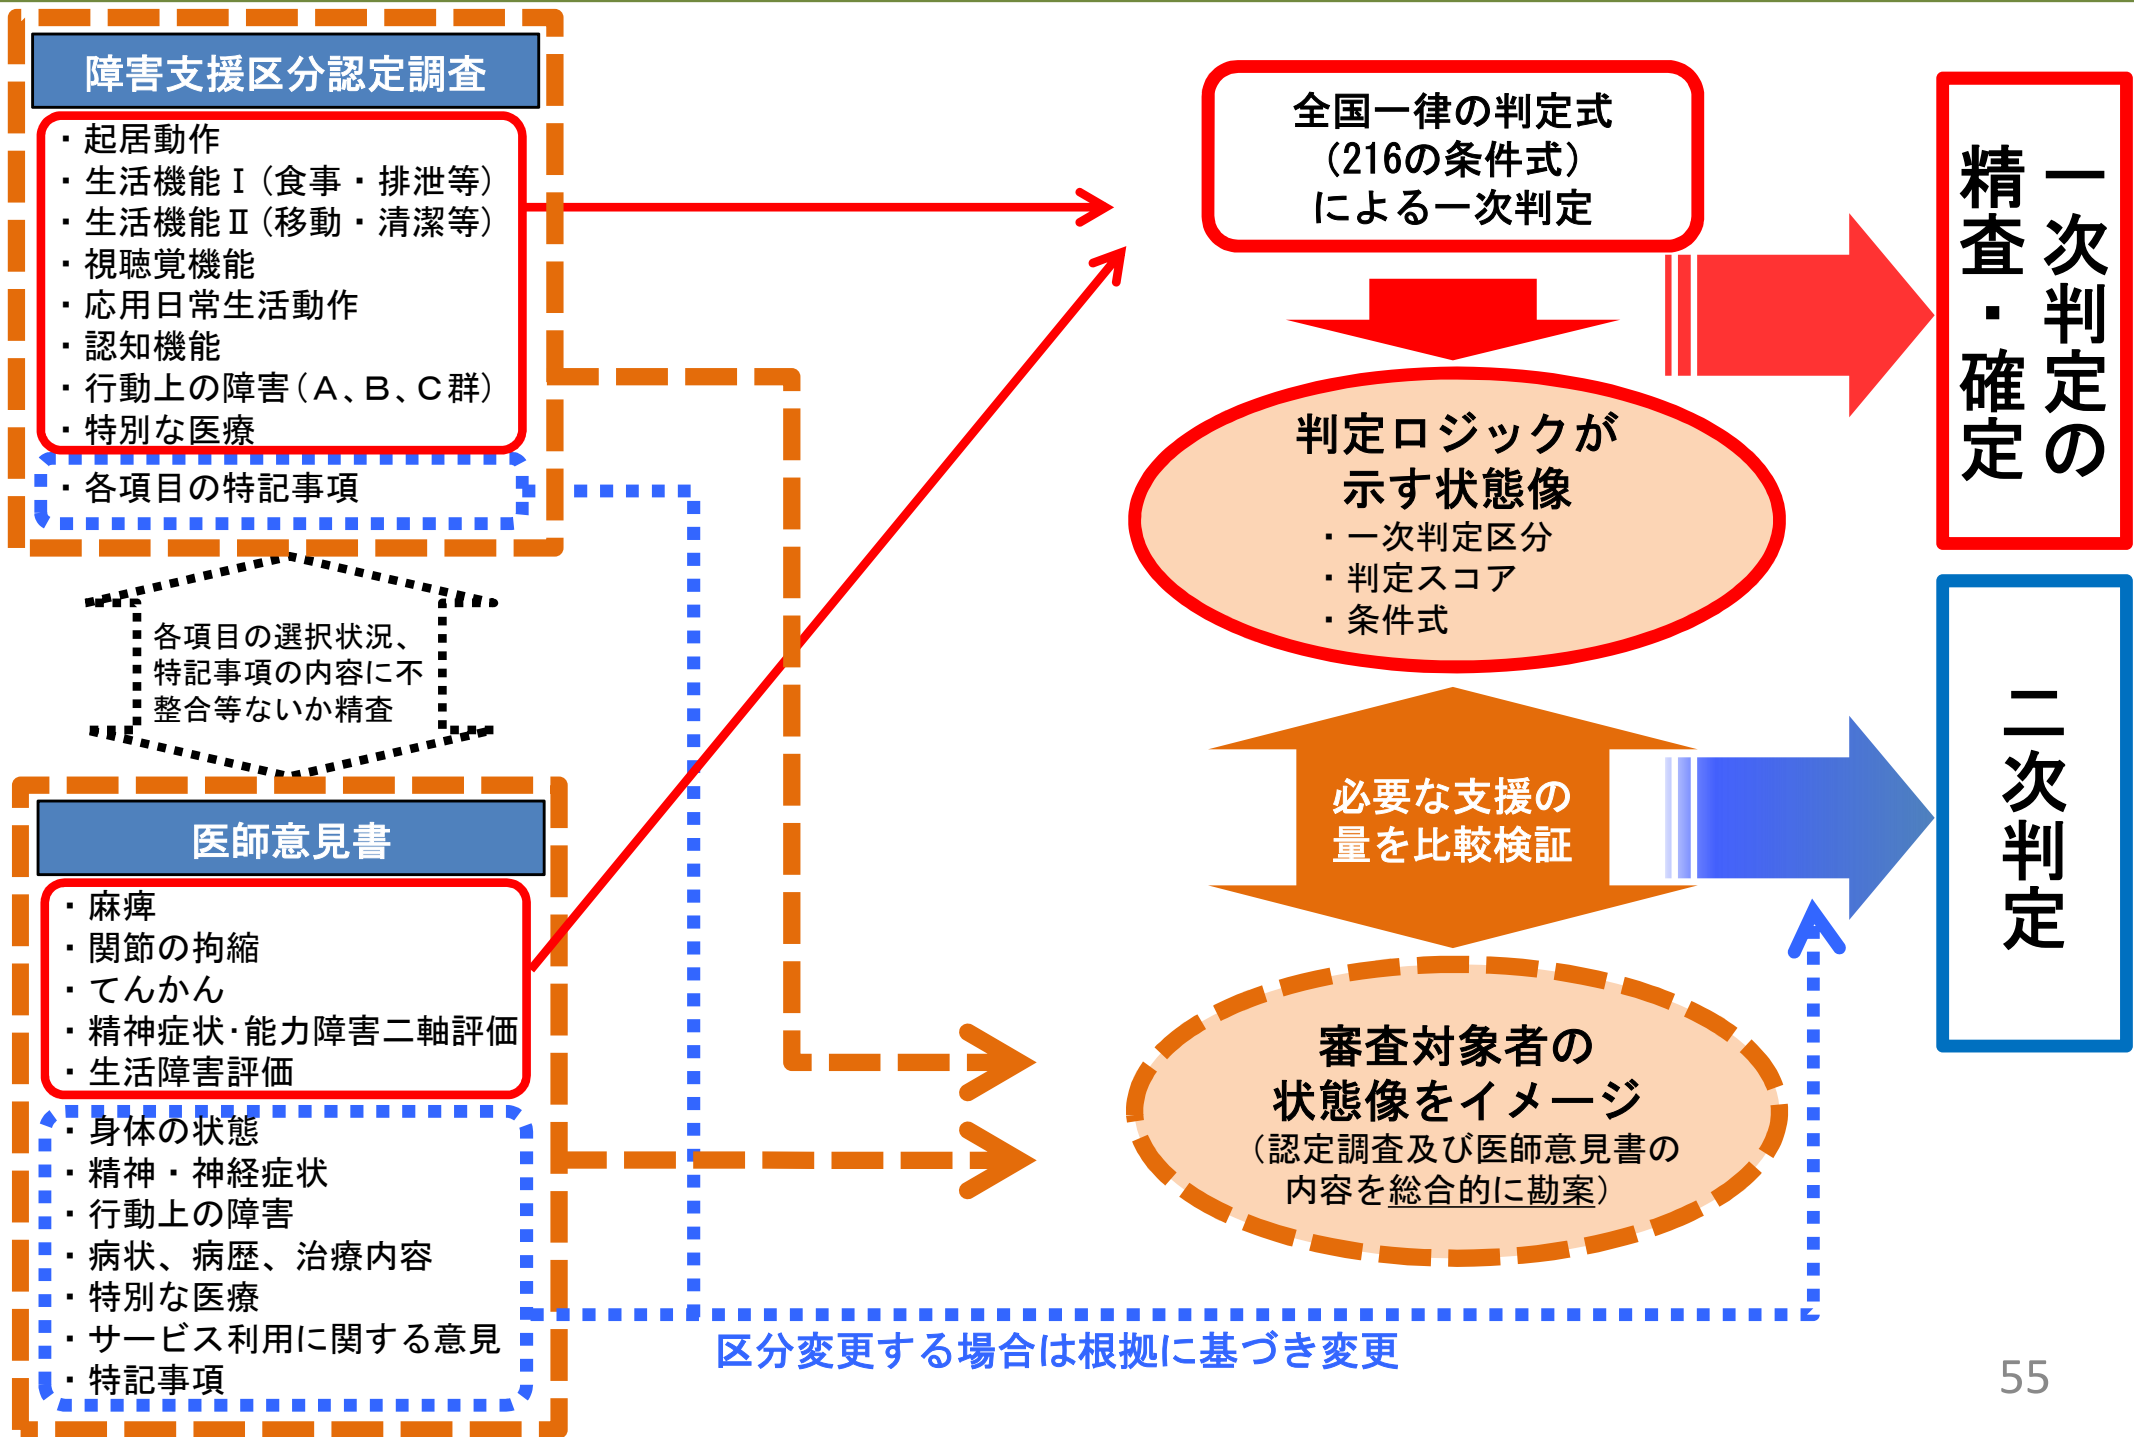 障害支援区分認定調査
・起居動作
・生活機能Ⅰ(食事・排泄等)
・生活機能Ⅱ(移動・清潔等)
・視聴覚機能
・応用日常生活動作
・認知機能
・行動上の障害(A、B、C群)
・特別な医療
・各項目の特記事項
各項目の選択状況、
特記事項の内容に不
整合等ないか精査
医師意見書
・麻痺
・関節の拘縮
・てんかん
・精神症状・能力障害二軸評価
・生活障害評価
・身体の状態
・精神・神経症状
・行動上の障害
・病状、病歴、治療内容
・特別な医療
・サービス利用に関する意見
・特記事項
全国一律の判定式
(216の条件式)
による一次判定
判定ロジックが
示す状態像
・一次判定区分
・判定スコア
・条件式
必要な支援の
量を比較検証
審査対象者の
状態像をイメージ
(認定調査及び医師意見書の
内容を総合的に勘案)
区分変更する場合は根拠に基づき変更
一次判定の
精査・確定
二次判定
55